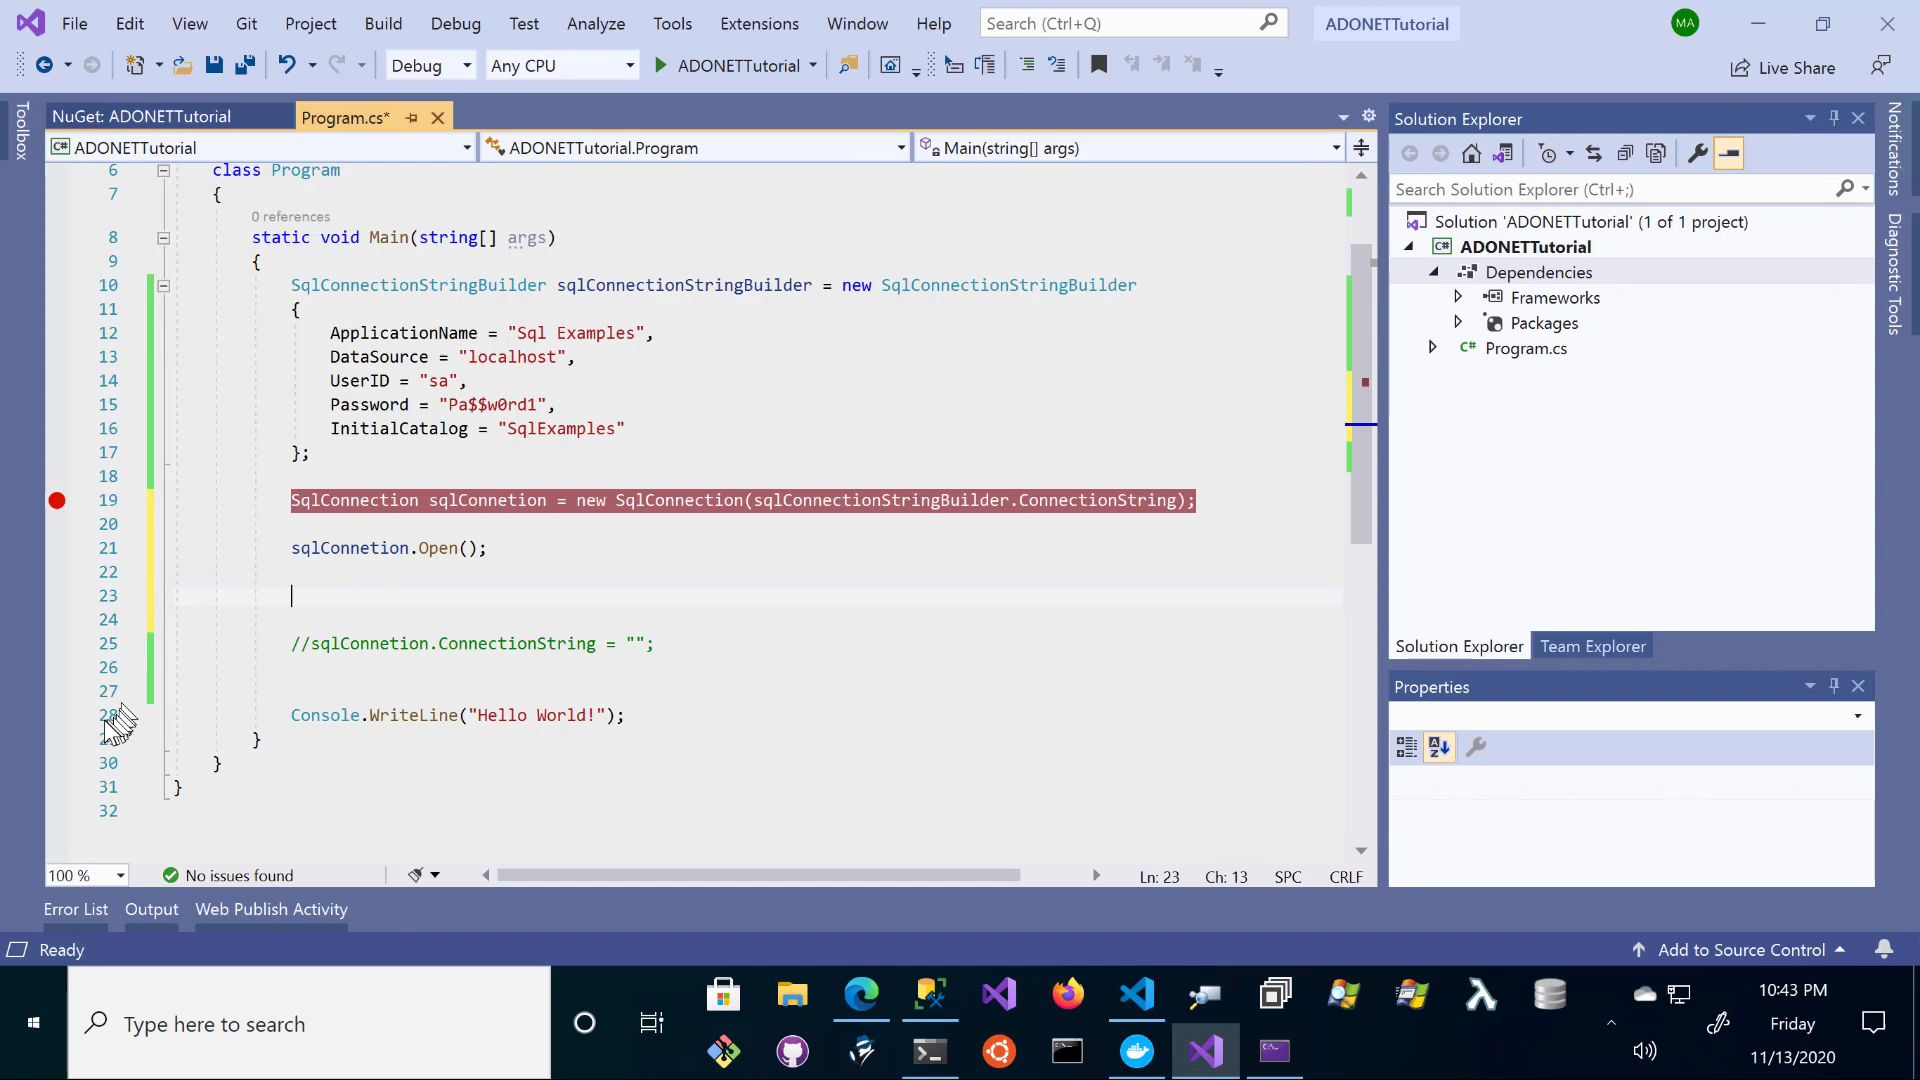 File Edit View Git Project Build Debug Test Analyze Tools Extensions Window Help Search (Ctrl+Q) ADONETTutorial MA
Debug Any CPU ADONETTutorial Live Share
Toolbox
NuGet: ADONETTutorial Program.cs*
C# ADONETTutorial ADONETTutorial.Program Main(string[] args)
6 class Program
7 {
0 references
8 static void Main(string[] args)
9 {
10 SqlConnectionStringBuilder sqlConnectionStringBuilder = new SqlConnectionStringBuilder
11 {
12 ApplicationName = "Sql Examples",
13 DataSource = "localhost",
14 UserID = "sa",
15 Password = "Pa$$w0rd1",
16 InitialCatalog = "SqlExamples"
17 };
18
19 SqlConnection sqlConnetion = new SqlConnection(sqlConnectionStringBuilder.ConnectionString);
20
21 sqlConnetion.Open();
22
23
24
25 //sqlConnetion.ConnectionString = "";
26
27
28 Console.WriteLine("Hello World!");
}
30 }
31 }
32
100 % No issues found Ln: 23 Ch: 13 SPC CRLF
Error List Output Web Publish Activity
Solution Explorer
Search Solution Explorer (Ctrl+;)
Solution 'ADONETTutorial' (1 of 1 project)
C# ADONETTutorial
Dependencies
Frameworks
Packages
C# Program.cs
Solution Explorer Team Explorer
Properties
Notifications
Diagnostic Tools
Ready Add to Source Control
Type here to search
10:43 PM
Friday
11/13/2020